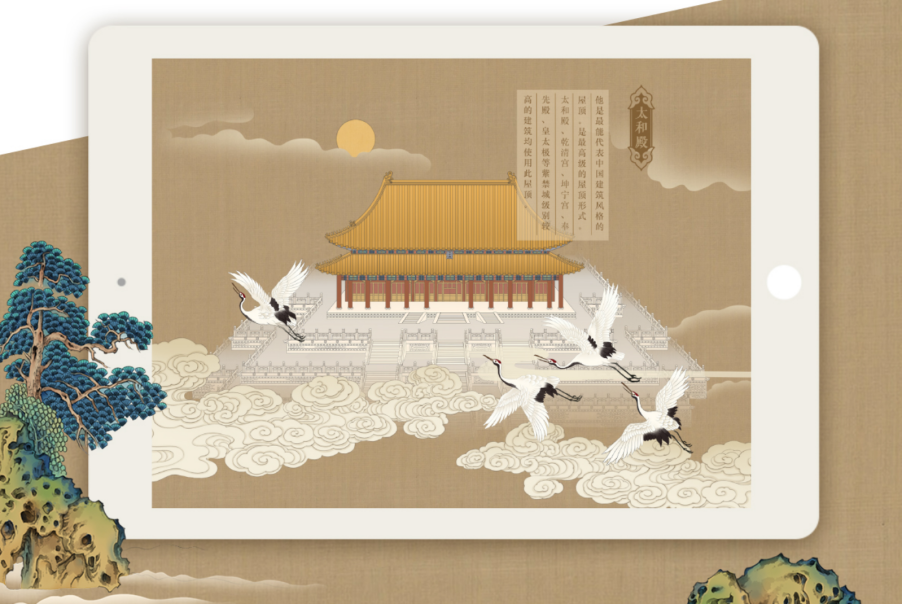 太和殿
他是最能代表中国建筑风格的
屋顶，是最高级的屋顶形式，
太和殿、乾清宫、坤宁宫、奉
先殿、皇太极等紫禁城级别较
高的建筑均使用此屋顶。